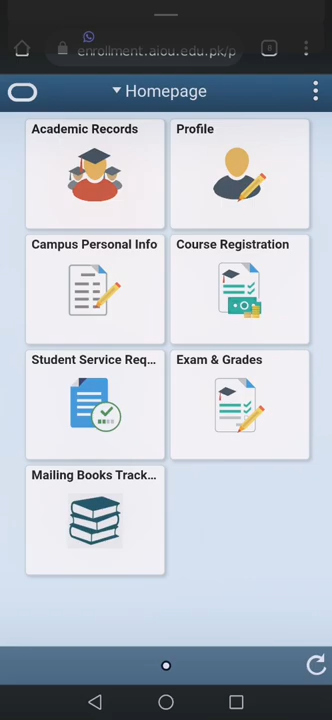 enrollment.aiou.edu.pk/p
8
Homepage
Academic Records
Profile
Campus Personal Info
Course Registration
Student Service Req...
Exam & Grades
Mailing Books Track...